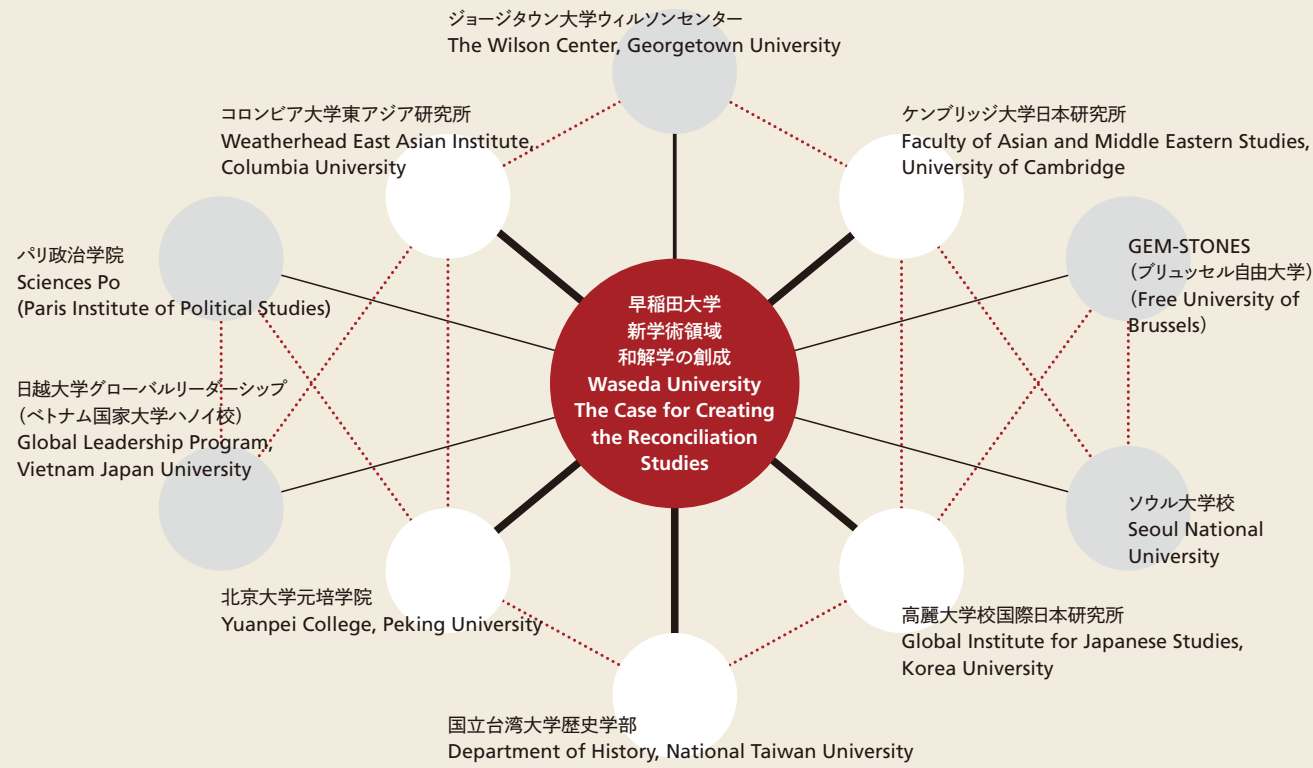 ジョージタウン大学ウィルソンセンター
The Wilson Center, Georgetown University
コロンビア大学東アジア研究所
Weatherhead East Asian Institute,
Columbia University
ケンブリッジ大学日本研究所
Faculty of Asian and Middle Eastern Studies,
University of Cambridge
パリ政治学院
Sciences Po
(Paris Institute of Political Studies)
GEM-STONES
（ブリュッセル自由大学）
(Free University of
Brussels)
早稲田大学
新学術領域
和解学の創成
Waseda University
The Case for Creating
the Reconciliation
Studies
日越大学グローバルリーダーシップ
（ベトナム国家大学ハノイ校）
Global Leadership Program,
Vietnam Japan University
ソウル大学校
Seoul National
University
北京大学元培学院
Yuanpei College, Peking University
高麗大学校国際日本研究所
Global Institute for Japanese Studies,
Korea University
国立台湾大学歴史学部
Department of History, National Taiwan University